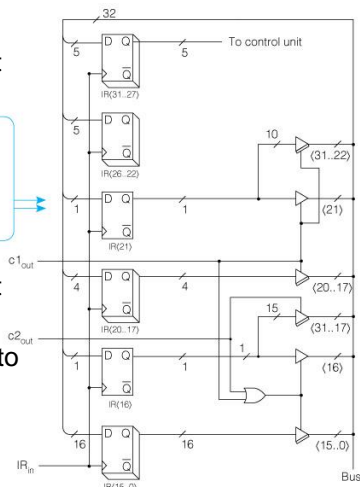 32
D Q
5
5
To control unit
Q
IR⟨31..27⟩
D Q
5
Q
IR⟨26..22⟩
10
⟨31..22⟩
D Q
1
1
⟨21⟩
Q
IR⟨21⟩
c1out
D Q
4
4
⟨20..17⟩
Q
IR⟨20..17⟩
15
⟨31..17⟩
c2out
to
D Q
1
1
1
⟨16⟩
Q
IR⟨16⟩
D Q
16
16
⟨15..0⟩
IRin
Q
IR⟨15..0⟩
Bus